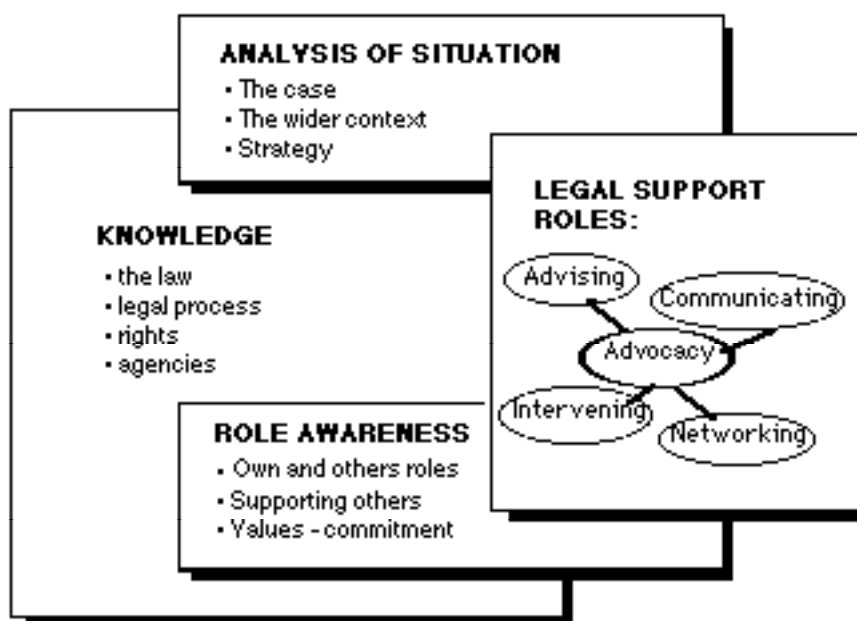 ANALYSIS OF SITUATION
• The case
• The wider context
• Strategy
KNOWLEDGE
• the law
• legal process
• rights
• agencies
ROLE AWARENESS
• Own and others roles
• Supporting others
• Values - commitment
LEGAL SUPPORT
ROLES:
Advising
Communicating
Advocacy
Intervening
Networking